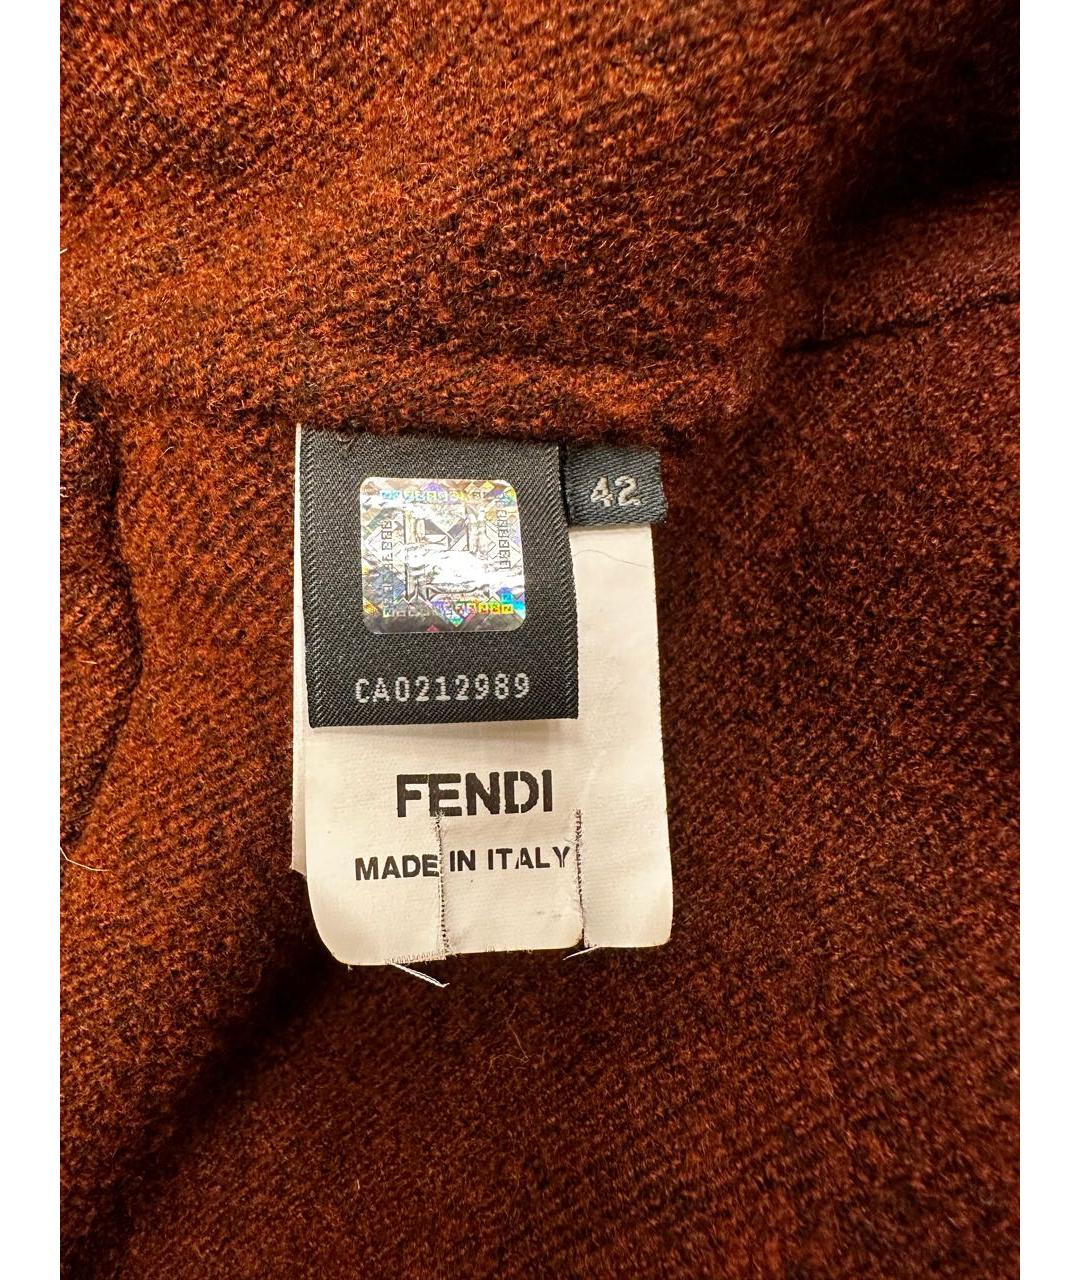 42
CA0212989
FENDI
MADE IN ITALY